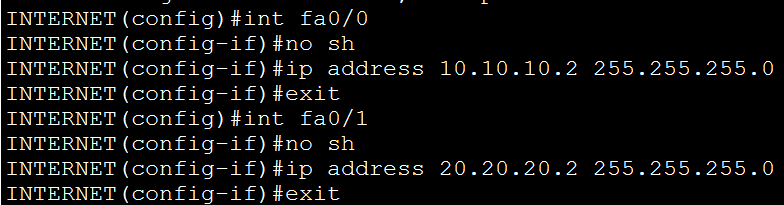 INTERNET(config)#int fa0/0
INTERNET(config-if)#no sh
INTERNET(config-if)#ip address 10.10.10.2 255.255.255.0
INTERNET(config-if)#exit
INTERNET(config)#int fa0/1
INTERNET(config-if)#no sh
INTERNET(config-if)#ip address 20.20.20.2 255.255.255.0
INTERNET(config-if)#exit